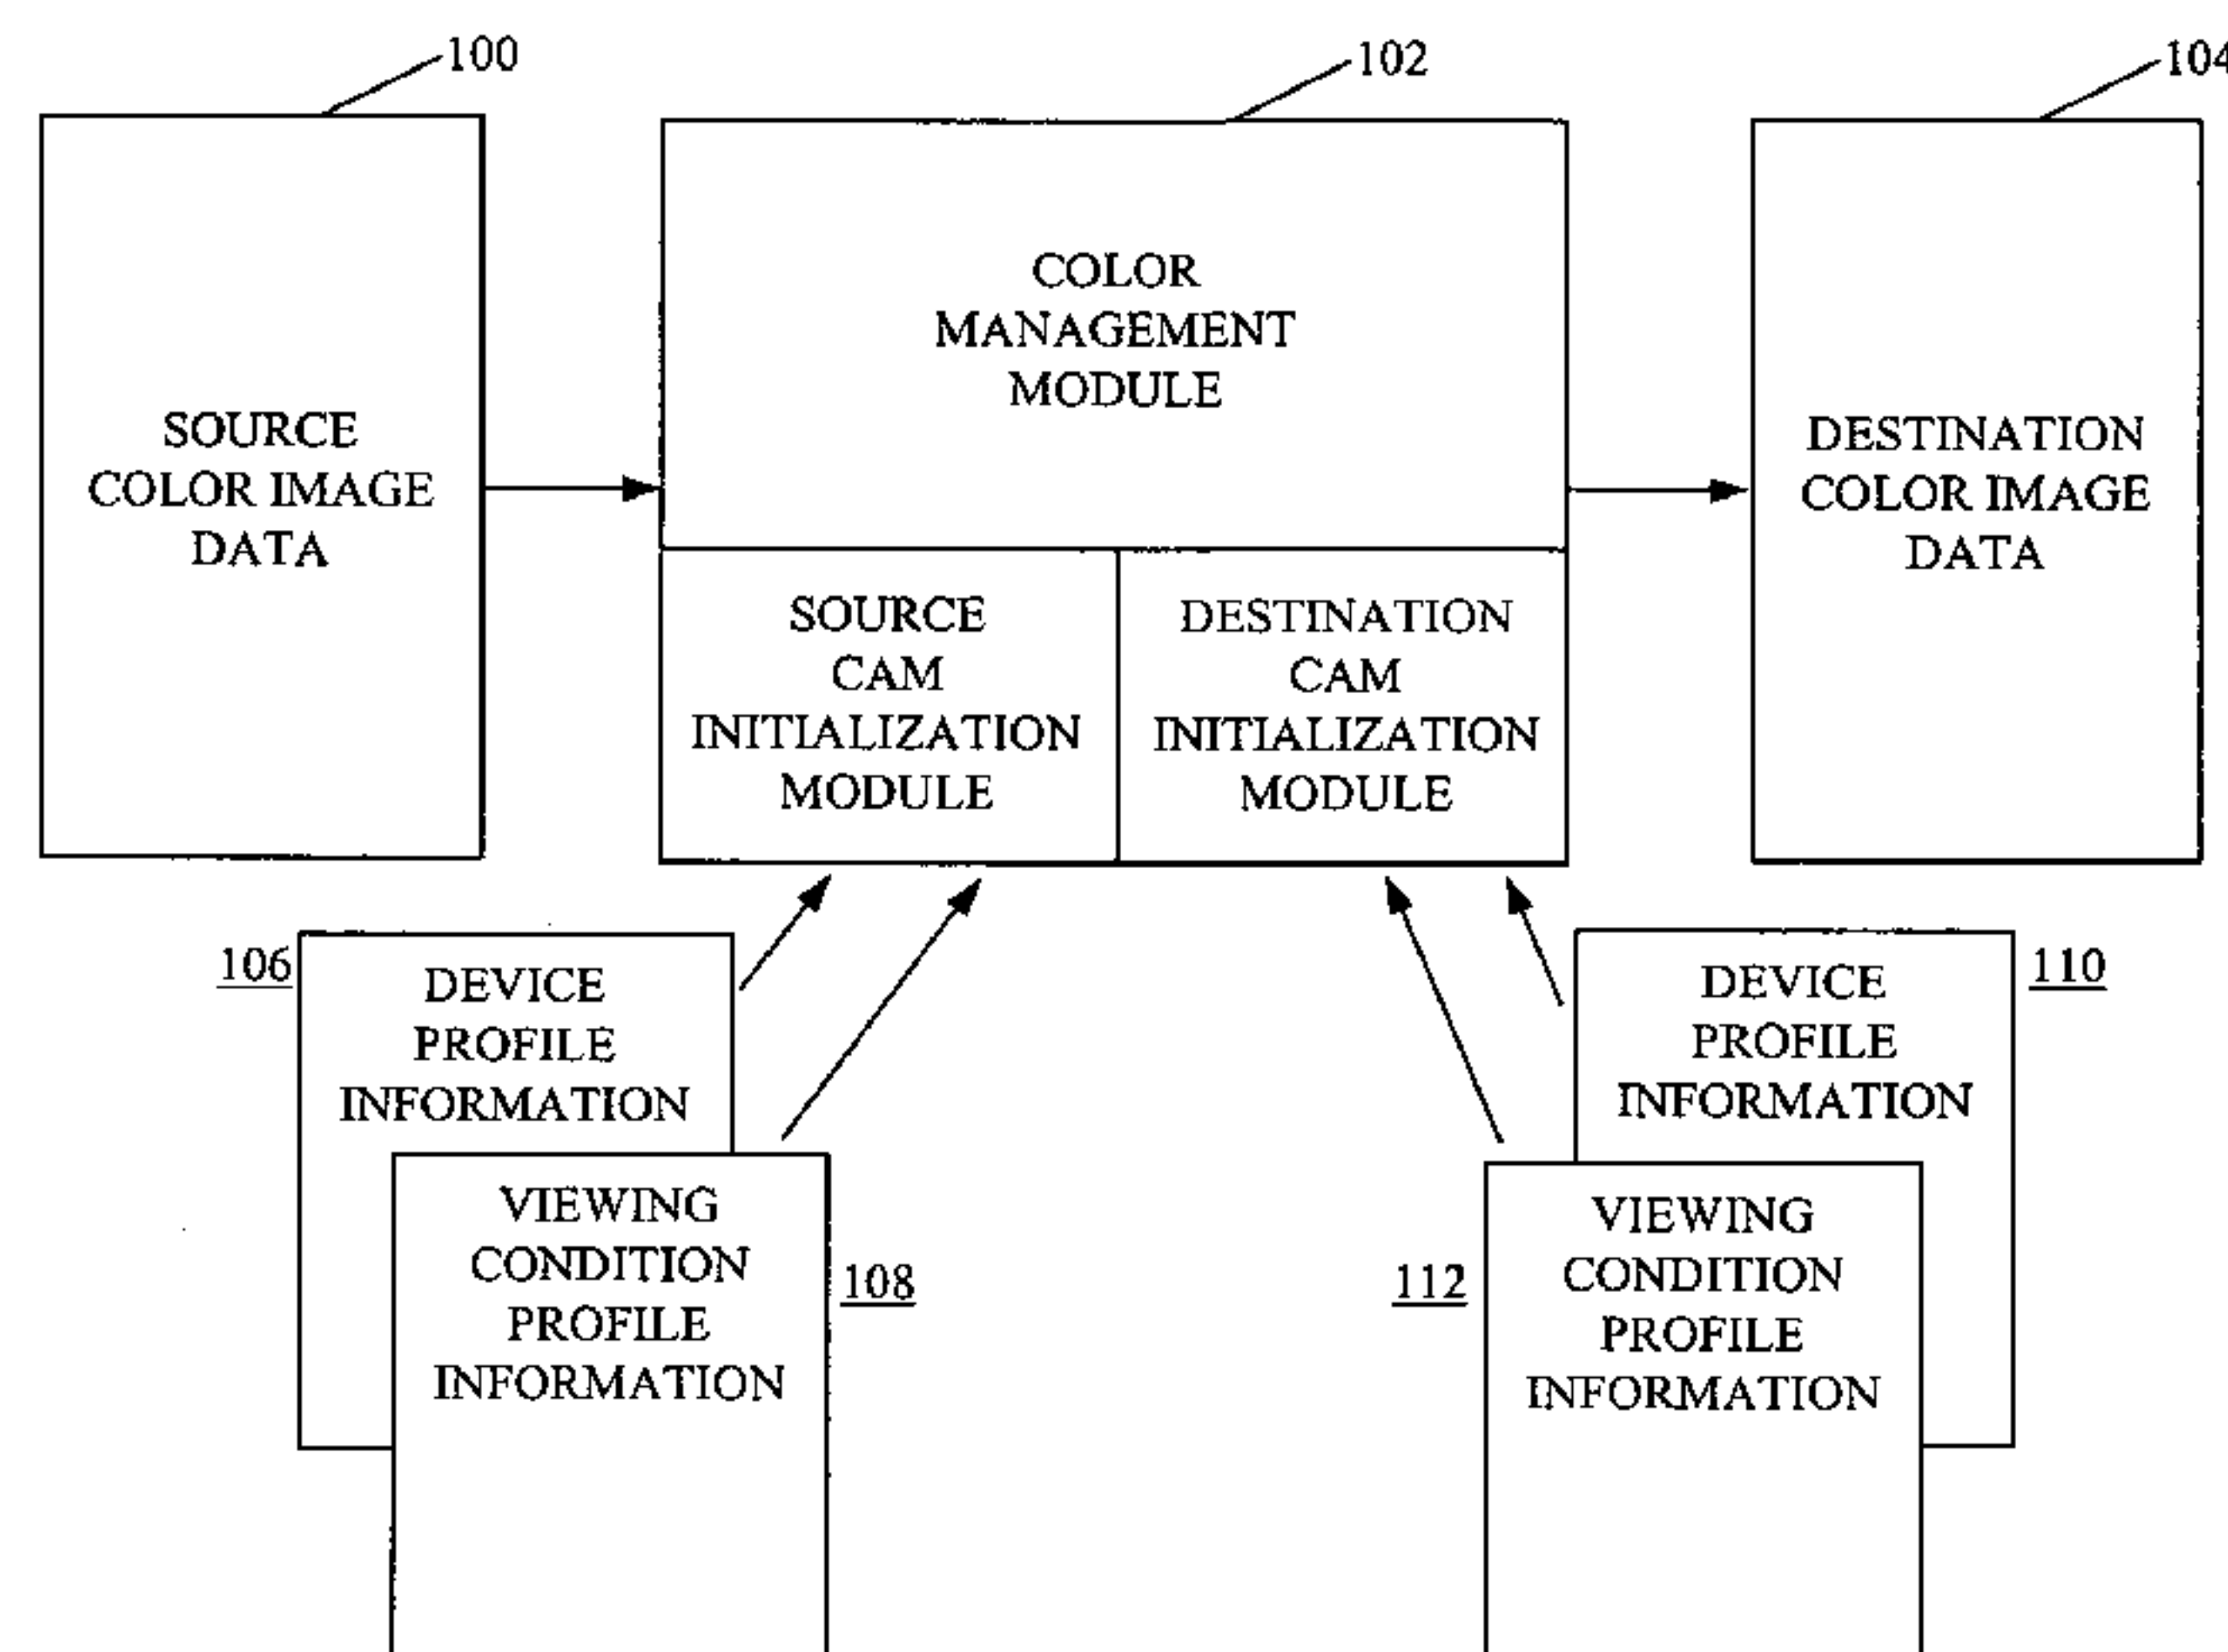 100
102
104
SOURCE
COLOR IMAGE
DATA
COLOR
MANAGEMENT
MODULE
SOURCE
CAM
INITIALIZATION
MODULE
DESTINATION
CAM
INITIALIZATION
MODULE
DESTINATION
COLOR IMAGE
DATA
106
DEVICE
PROFILE
INFORMATION
VIEWING
CONDITION
PROFILE
INFORMATION
108
110
DEVICE
PROFILE
INFORMATION
112
VIEWING
CONDITION
PROFILE
INFORMATION